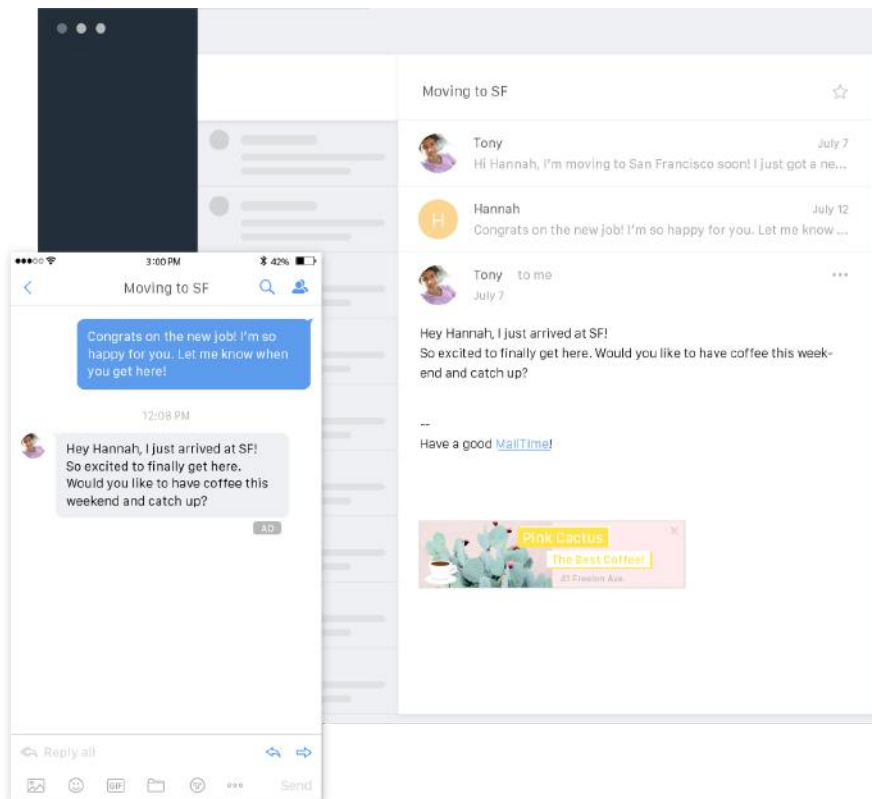 Moving to SF
Tony
July 7
Hi Hannah, I'm moving to San Francisco soon! I just got a ne...
H
Hannah
July 12
Congrats on the new job! I'm so happy for you. Let me know ...
Tony to me
July 7
Hey Hannah, I just arrived at SF!
So excited to finally get here. Would you like to have coffee this week-
end and catch up?
--
Have a good MailTime!
Pink Cactus
The Best Coffee!
81 Freelon Ave.
3:00 PM
42%
Moving to SF
Congrats on the new job! I'm so
happy for you. Let me know when
you get here!
12:08 PM
Hey Hannah, I just arrived at SF!
So excited to finally get here.
Would you like to have coffee this
weekend and catch up?
AD
Reply all
GIF
Send